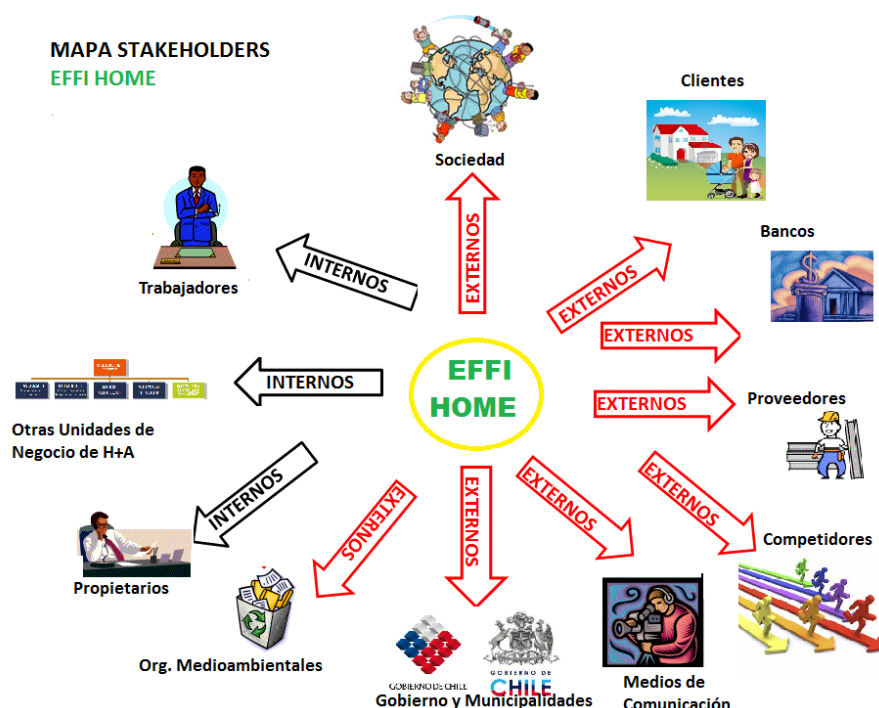 MAPA STAKEHOLDERS
EFFI HOME
Sociedad
Clientes
Trabajadores
Bancos
INTERNOS
EXTERNOS
EXTERNOS
EXTERNOS
INTERNOS
EFFI
HOME
EXTERNOS
Proveedores
Otras Unidades de
Negocio de H+A
INTERNOS
EXTERNOS
EXTERNOS
EXTERNOS
EXTERNOS
Competidores
Propietarios
Org. Medioambientales
GOBIERNO DE CHILE
GOBIERNO DE
CHILE
Gobierno y Municipalidades
Medios de
Comunicación